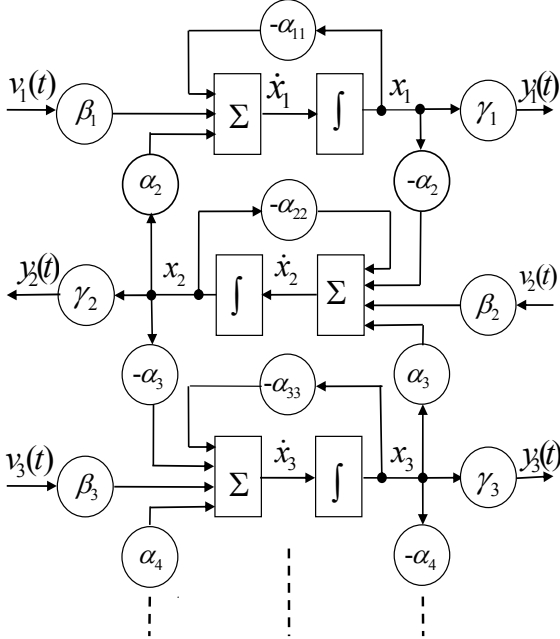 -α₁₁
v₁(t) β₁ Σ ẋ₁ ∫ x₁ γ₁ y₁(t)
α₂ -α₂
-α₂₂
y₂(t) γ₂ x₂ ∫ ẋ₂ Σ β₂ v₂(t)
-α₃ -α₃₃ α₃
v₃(t) β₃ Σ ẋ₃ ∫ x₃ γ₃ y₃(t)
α₄ -α₄